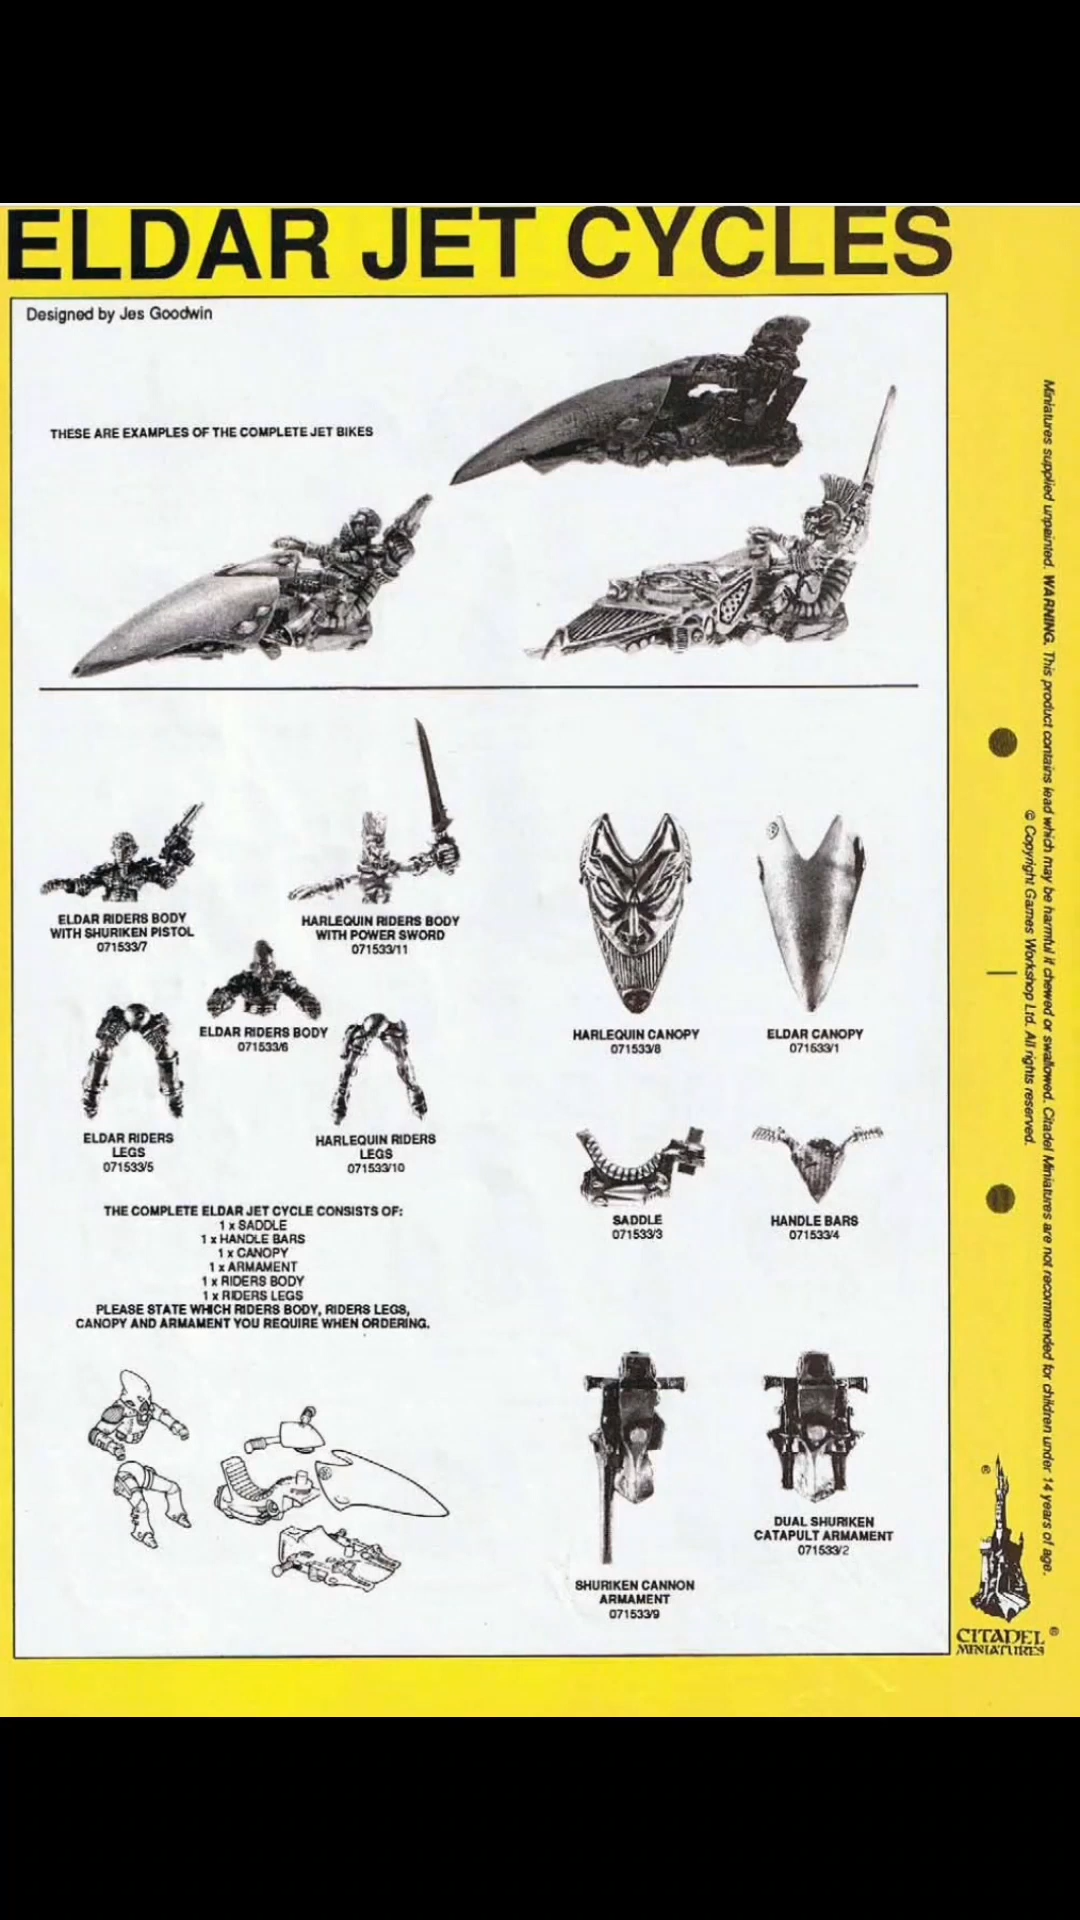 ELDAR JET CYCLES
Designed by Jes Goodwin
THESE ARE EXAMPLES OF THE COMPLETE JET BIKES
ELDAR RIDERS BODY
WITH SHURIKEN PISTOL
071533/7
HARLEQUIN RIDERS BODY
WITH POWER SWORD
071533/11
ELDAR RIDERS BODY
071533/6
ELDAR RIDERS
LEGS
071533/5
HARLEQUIN RIDERS
LEGS
071533/10
HARLEQUIN CANOPY
071533/8
ELDAR CANOPY
071533/1
SADDLE
071533/3
HANDLE BARS
071533/4
THE COMPLETE ELDAR JET CYCLE CONSISTS OF:
1 x SADDLE
1 x HANDLE BARS
1 x CANOPY
1 x ARMAMENT
1 x RIDERS BODY
1 x RIDERS LEGS
PLEASE STATE WHICH RIDERS BODY, RIDERS LEGS,
CANOPY AND ARMAMENT YOU REQUIRE WHEN ORDERING.
SHURIKEN CANNON
ARMAMENT
071533/9
DUAL SHURIKEN
CATAPULT ARMAMENT
071533/2
Miniatures supplied unpainted. WARNING. This product contains lead which may be harmful if chewed or swallowed. Citadel Miniatures are not recommended for children under 14 years of age.
© Copyright Games Workshop Ltd. All rights reserved.
®
CITADEL ®
MINIATURES